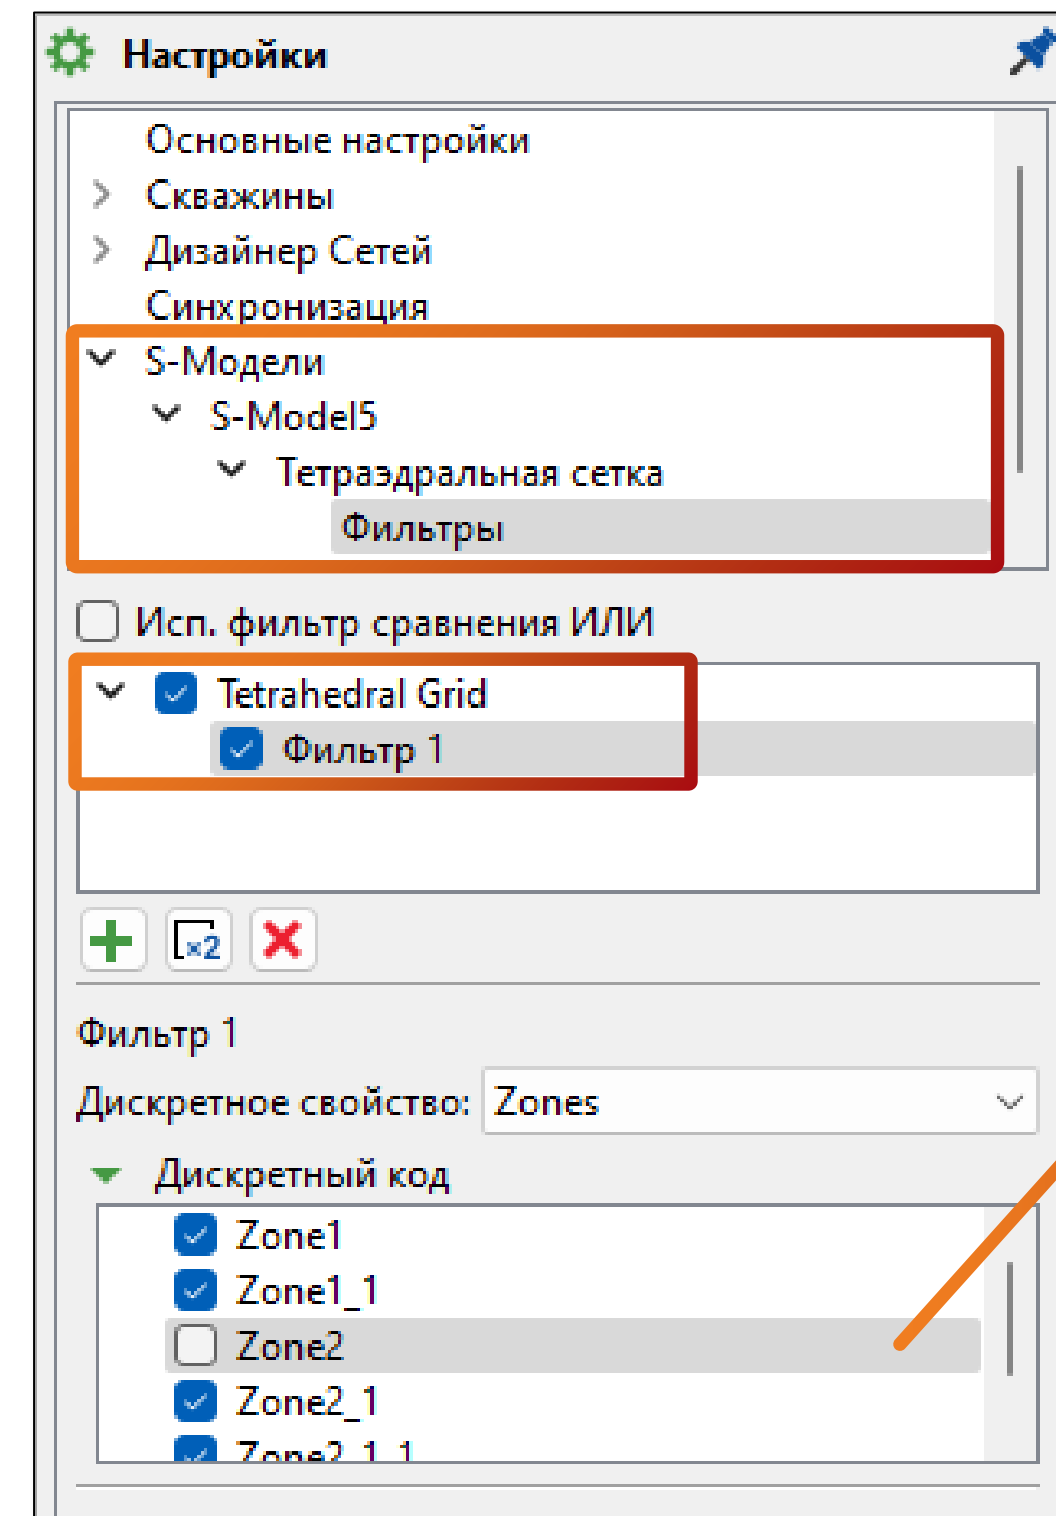 Настройки
Основные настройки
Скважины
Дизайнер Сетей
Синхронизация
S-Модели
S-Model5
Тетраэдральная сетка
Фильтры
Исп. фильтр сравнения ИЛИ
Tetrahedral Grid
Фильтр 1
x2
Фильтр 1
Дискретное свойство: Zones
Дискретный код
Zone1
Zone1_1
Zone2
Zone2_1
Zone2_1_1